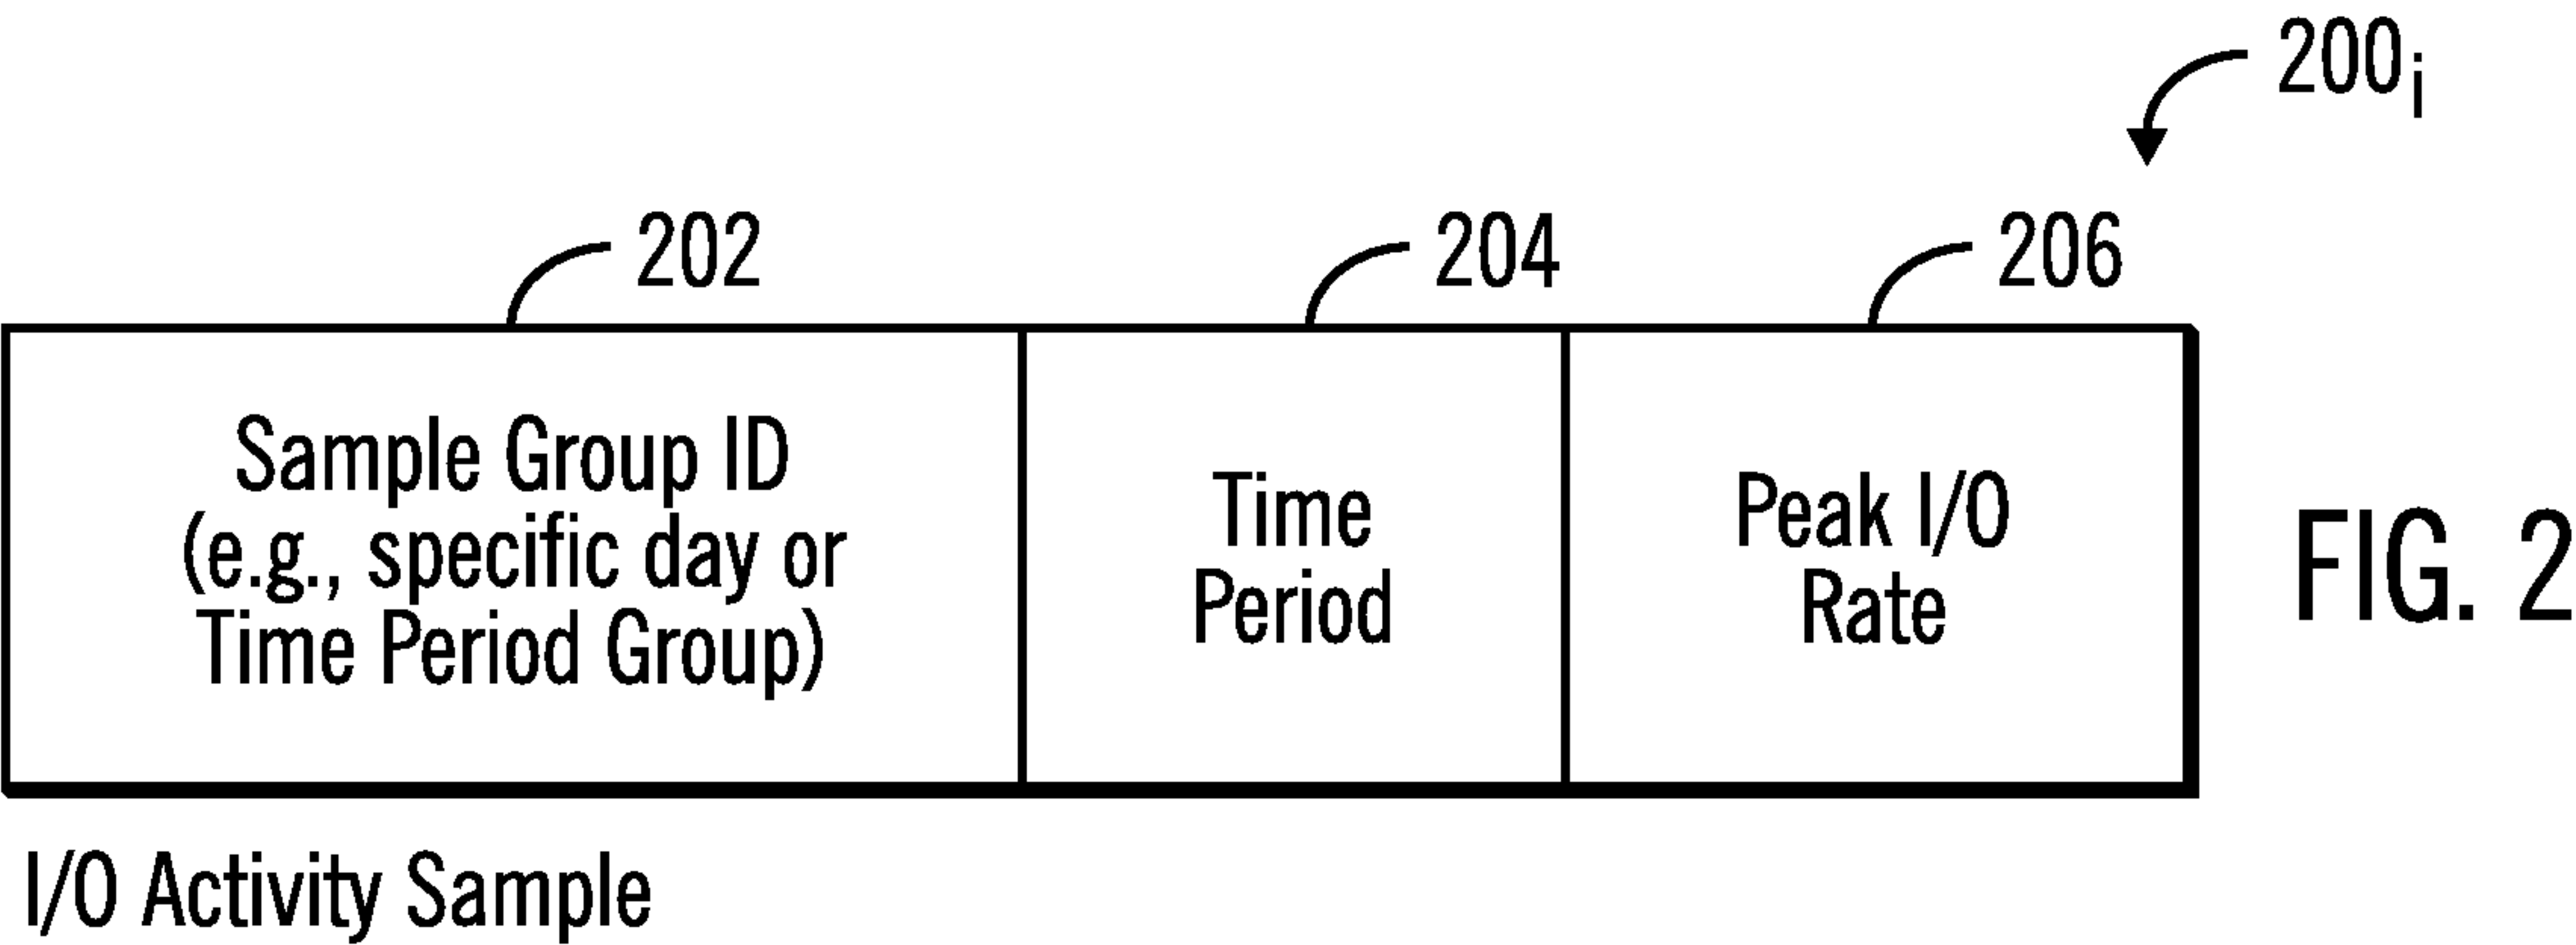 200i
202
204
206
Sample Group ID
(e.g., specific day or
Time Period Group)
Time
Period
Peak I/O
Rate
FIG. 2
I/O Activity Sample